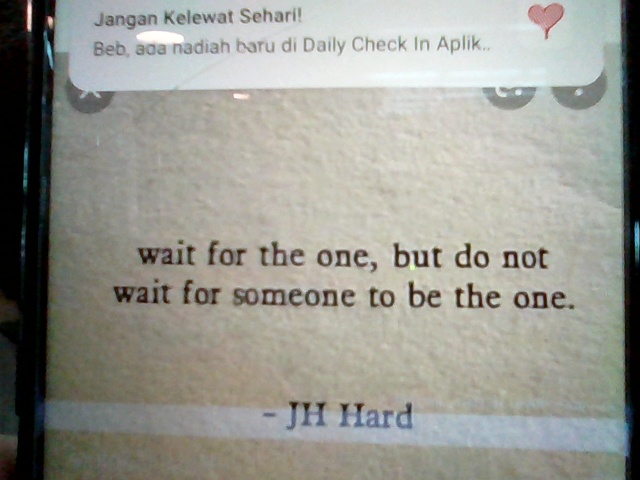 Jangan Kelewat Sehari!
Beb, ada hadiah baru di Daily Check In Aplik..
wait for the one, but do not
wait for someone to be the one.
- JH Hard